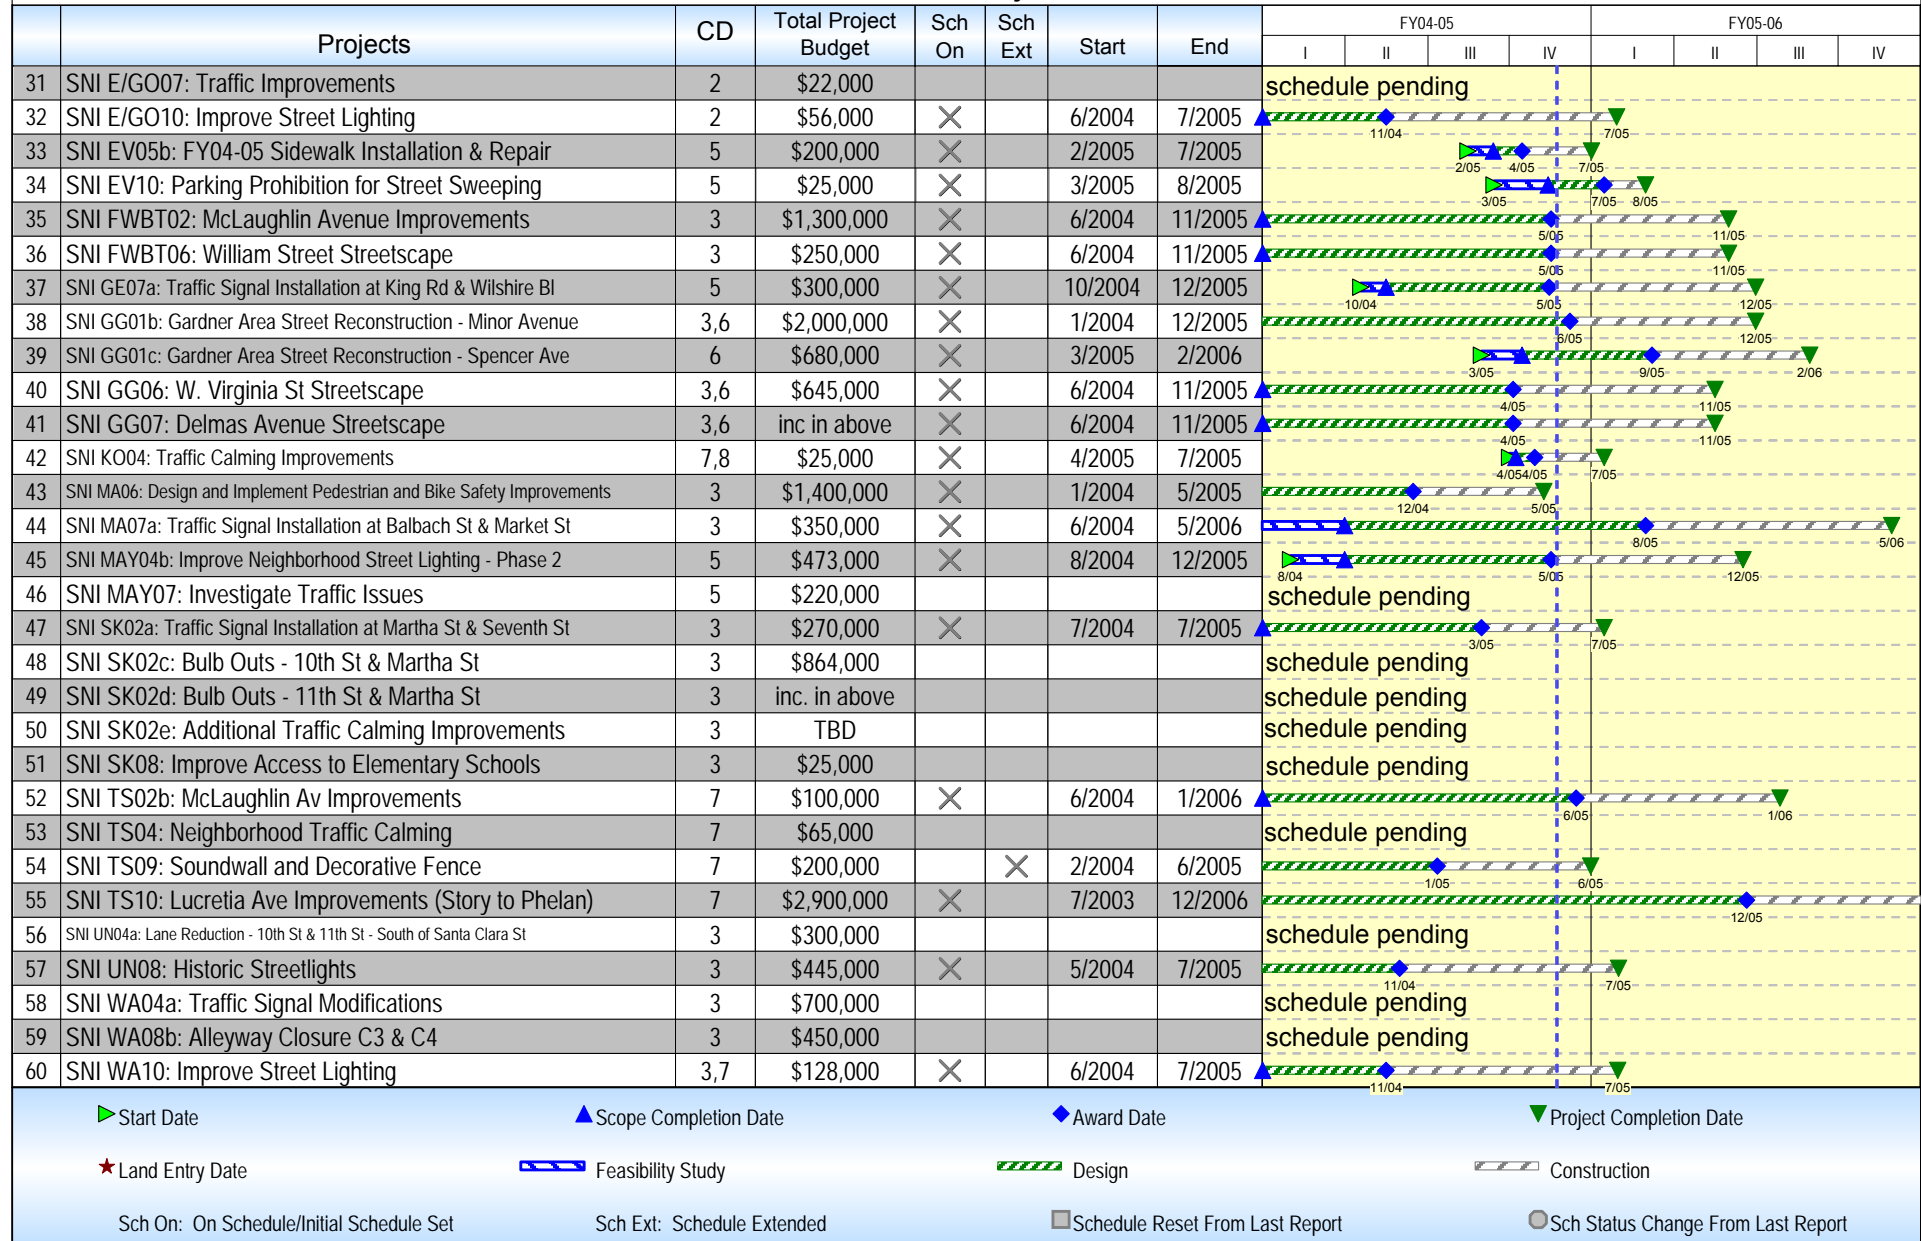 Projects CD Total Project Budget Sch On Sch Ext Start End FY04-05 FY05-06
I II III IV I II III IV
31 SNI E/GO07: Traffic Improvements 2 $22,000 schedule pending
32 SNI E/GO10: Improve Street Lighting 2 $56,000 X 6/2004 7/2005 11/04 7/05
33 SNI EV05b: FY04-05 Sidewalk Installation & Repair 5 $200,000 X 2/2005 7/2005 2/05 4/05 7/05
34 SNI EV10: Parking Prohibition for Street Sweeping 5 $25,000 X 3/2005 8/2005 3/05 7/05 8/05
35 SNI FWBT02: McLaughlin Avenue Improvements 3 $1,300,000 X 6/2004 11/2005 5/05 11/05
36 SNI FWBT06: William Street Streetscape 3 $250,000 X 6/2004 11/2005 5/05 11/05
37 SNI GE07a: Traffic Signal Installation at King Rd & Wilshire Bl 5 $300,000 X 10/2004 12/2005 10/04 5/05 12/05
38 SNI GG01b: Gardner Area Street Reconstruction - Minor Avenue 3,6 $2,000,000 X 1/2004 12/2005 6/05 12/05
39 SNI GG01c: Gardner Area Street Reconstruction - Spencer Ave 6 $680,000 X 3/2005 2/2006 3/05 9/05 2/06
40 SNI GG06: W. Virginia St Streetscape 3,6 $645,000 X 6/2004 11/2005 4/05 11/05
41 SNI GG07: Delmas Avenue Streetscape 3,6 inc in above X 6/2004 11/2005 4/05 11/05
42 SNI KO04: Traffic Calming Improvements 7,8 $25,000 X 4/2005 7/2005 4/05 4/05 7/05
43 SNI MA06: Design and Implement Pedestrian and Bike Safety Improvements 3 $1,400,000 X 1/2004 5/2005 12/04 5/05
44 SNI MA07a: Traffic Signal Installation at Balbach St & Market St 3 $350,000 X 6/2004 5/2006 8/05 5/06
45 SNI MAY04b: Improve Neighborhood Street Lighting - Phase 2 5 $473,000 X 8/2004 12/2005 8/04 5/05 12/05
46 SNI MAY07: Investigate Traffic Issues 5 $220,000 schedule pending
47 SNI SK02a: Traffic Signal Installation at Martha St & Seventh St 3 $270,000 X 7/2004 7/2005 3/05 7/05
48 SNI SK02c: Bulb Outs - 10th St & Martha St 3 $864,000 schedule pending
49 SNI SK02d: Bulb Outs - 11th St & Martha St 3 inc. in above schedule pending
50 SNI SK02e: Additional Traffic Calming Improvements 3 TBD schedule pending
51 SNI SK08: Improve Access to Elementary Schools 3 $25,000 schedule pending
52 SNI TS02b: McLaughlin Av Improvements 7 $100,000 X 6/2004 1/2006 6/05 1/06
53 SNI TS04: Neighborhood Traffic Calming 7 $65,000 schedule pending
54 SNI TS09: Soundwall and Decorative Fence 7 $200,000 X 2/2004 6/2005 1/05 6/05
55 SNI TS10: Lucretia Ave Improvements (Story to Phelan) 7 $2,900,000 X 7/2003 12/2006 12/05
56 SNI UN04a: Lane Reduction - 10th St & 11th St - South of Santa Clara St 3 $300,000 schedule pending
57 SNI UN08: Historic Streetlights 3 $445,000 X 5/2004 7/2005 11/04 7/05
58 SNI WA04a: Traffic Signal Modifications 3 $700,000 schedule pending
59 SNI WA08b: Alleyway Closure C3 & C4 3 $450,000 schedule pending
60 SNI WA10: Improve Street Lighting 3,7 $128,000 X 6/2004 7/2005 11/04 7/05
Start Date Scope Completion Date Award Date Project Completion Date
Land Entry Date Feasibility Study Design Construction
Sch On: On Schedule/Initial Schedule Set Sch Ext: Schedule Extended Schedule Reset From Last Report Sch Status Change From Last Report